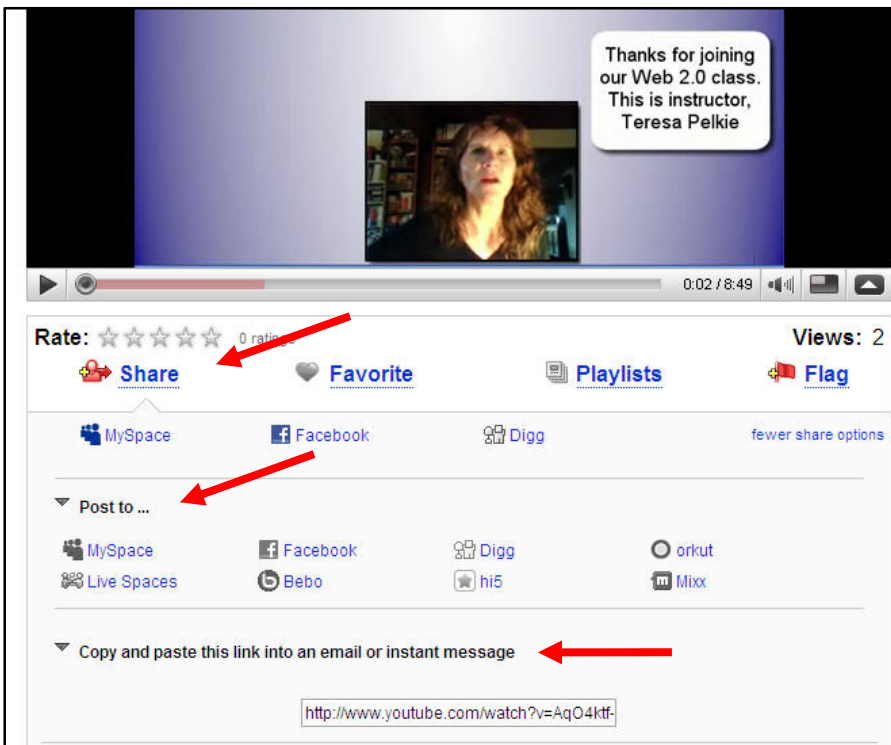 Thanks for joining
our Web 2.0 class.
This is instructor,
Teresa Pelkie
0:02 / 8:49
Rate: 0 ratings Views: 2
Share Favorite Playlists Flag
MySpace Facebook Digg fewer share options
Post to ...
MySpace Facebook Digg orkut
Live Spaces Bebo hi5 Mixx
Copy and paste this link into an email or instant message
http://www.youtube.com/watch?v=AqO4ktf-